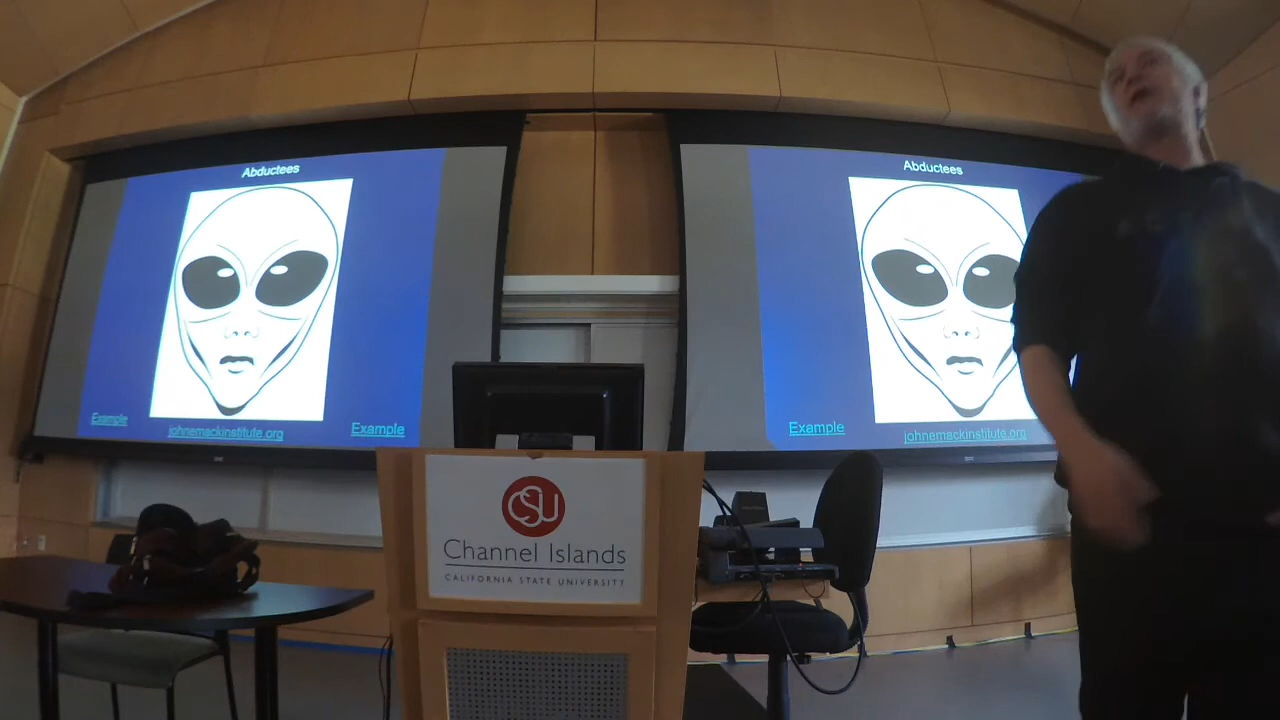 Abductees
Example
johnemackinstitute.org
Example
Abductees
Example
johnemackinstitute.org
CSU
Channel Islands
CALIFORNIA STATE UNIVERSITY